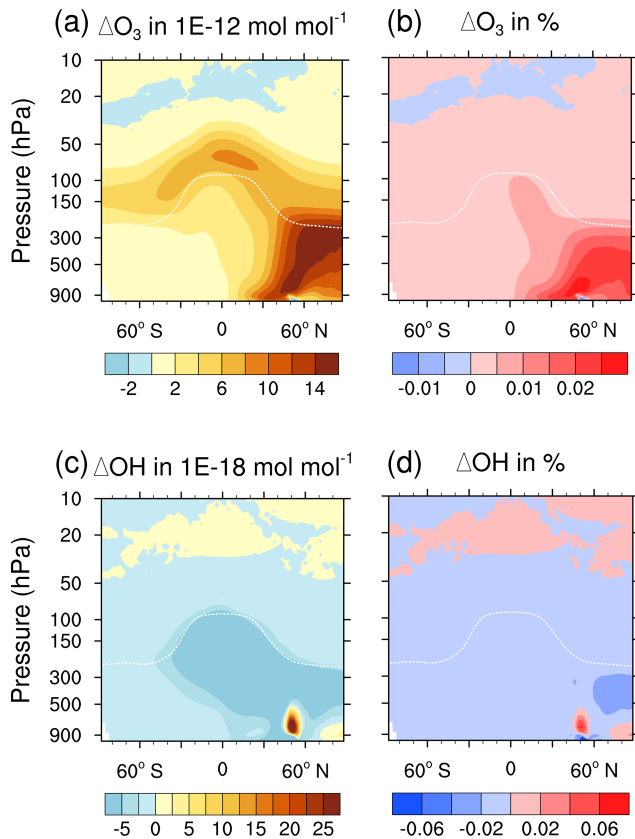 (a) ΔO₃ in 1E-12 mol mol⁻¹
(b) ΔO₃ in %
Pressure (hPa)
10
20
50
100
150
300
500
900
60° S 0 60° N
60° S 0 60° N
-2 2 6 10 14
-0.01 0 0.01 0.02
(c) ΔOH in 1E-18 mol mol⁻¹
(d) ΔOH in %
Pressure (hPa)
10
20
50
100
150
300
500
900
60° S 0 60° N
60° S 0 60° N
-5 0 5 10 15 20 25
-0.06 -0.02 0.02 0.06